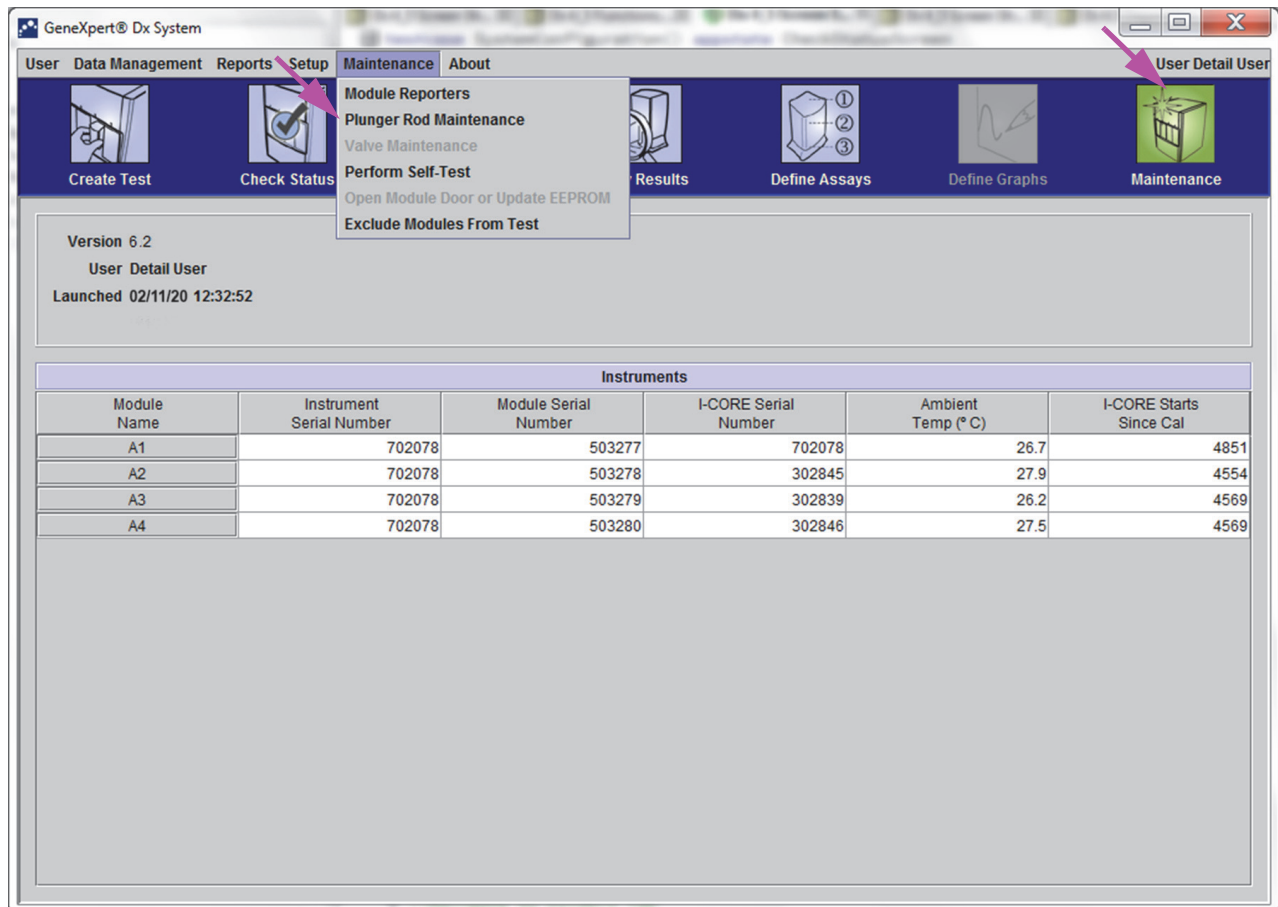 GeneXpert® Dx System
User Data Management Reports Setup Maintenance About User Detail User
Module Reporters
Plunger Rod Maintenance
Valve Maintenance
Perform Self-Test
Open Module Door or Update EEPROM
Exclude Modules From Test
①
②
③
Create Test Check Status Results Define Assays Define Graphs Maintenance
Version 6.2
User Detail User
Launched 02/11/20 12:32:52
Instruments
Module Name Instrument Serial Number Module Serial Number I-CORE Serial Number Ambient Temp (° C) I-CORE Starts Since Cal
A1 702078 503277 702078 26.7 4851
A2 702078 503278 302845 27.9 4554
A3 702078 503279 302839 26.2 4569
A4 702078 503280 302846 27.5 4569